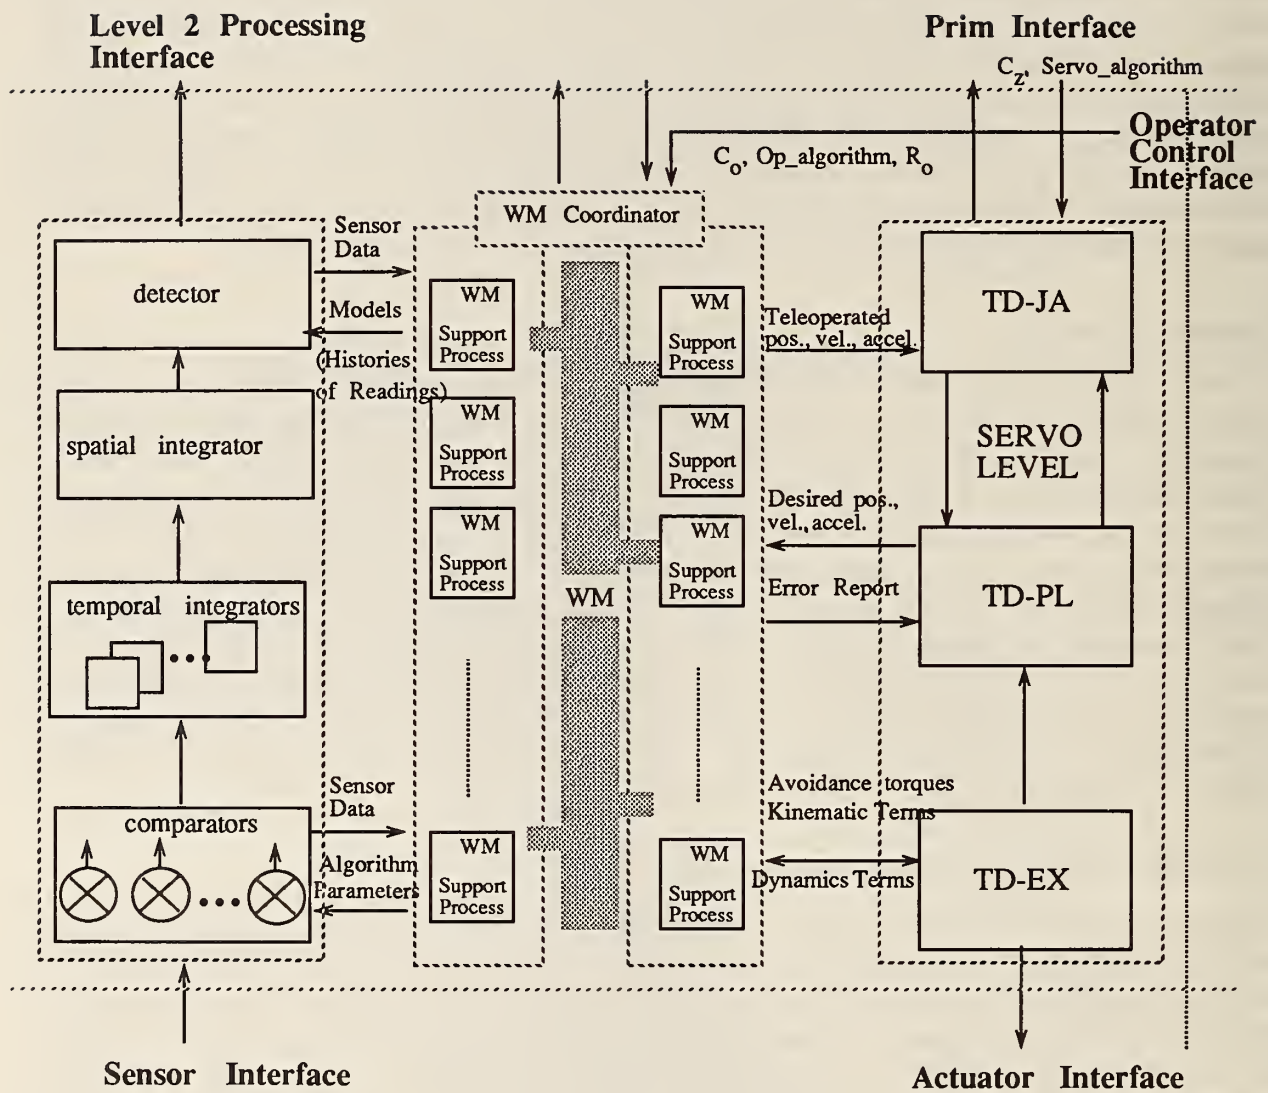 Level 2 Processing
Interface
Prim Interface
C_z, Servo_algorithm
Operator
Control
Interface
C_o, Op_algorithm, R_o
WM Coordinator
Sensor
Data
detector
Models
(Histories
of Readings)
spatial integrator
temporal integrators
Sensor
Data
comparators
Algorithm
Parameters
WM
Support
Process
WM
Support
Process
WM
Support
Process
WM
Support
Process
WM
WM
Support
Process
WM
Support
Process
WM
Support
Process
WM
Support
Process
Teleoperated
pos., vel., accel.
TD-JA
SERVO
LEVEL
Desired pos.,
vel., accel.
Error Report
TD-PL
Avoidance torques
Kinematic Terms
Dynamics Terms
TD-EX
Sensor Interface
Actuator Interface